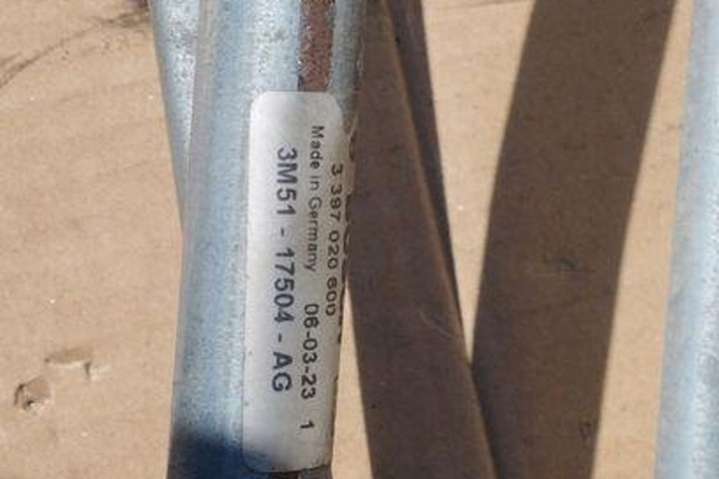 3 397 020 600
Made in Germany 06-03-23 1
3M51 - 17504 - AG